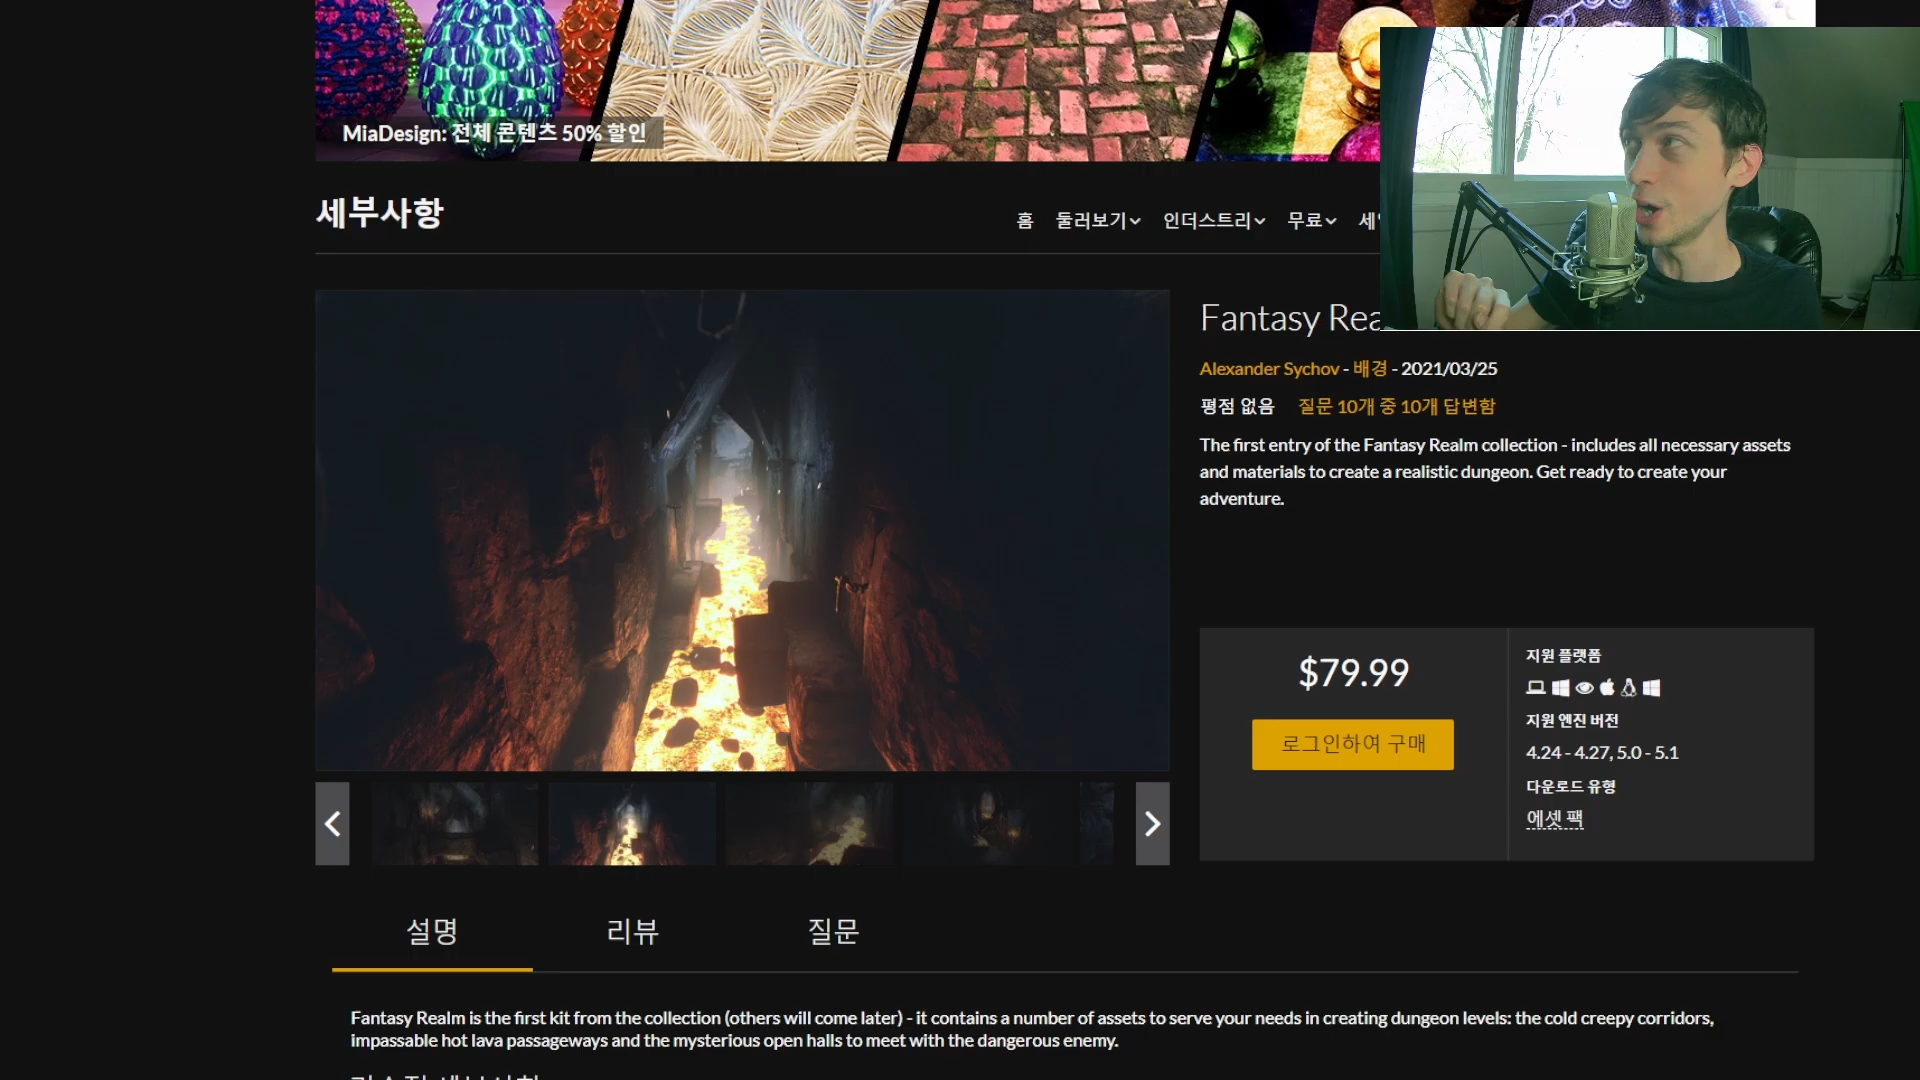 MiaDesign: 전체 콘텐츠 50% 할인
세부사항
홈 둘러보기 인더스트리 무료
Fantasy
Alexander Sychov - 배경 - 2021/03/25
평점 없음 질문 10개 중 10개 답변함
The first entry of the Fantasy Realm collection - includes all necessary assets
and materials to create a realistic dungeon. Get ready to create your
adventure.
$79.99
로그인하여 구매
지원 플랫폼
지원 엔진 버전
4.24 - 4.27, 5.0 - 5.1
다운로드 유형
에셋 팩
설명 리뷰 질문
Fantasy Realm is the first kit from the collection (others will come later) - it contains a number of assets to serve your needs in creating dungeon levels: the cold creepy corridors,
impassable hot lava passageways and the mysterious open halls to meet with the dangerous enemy.